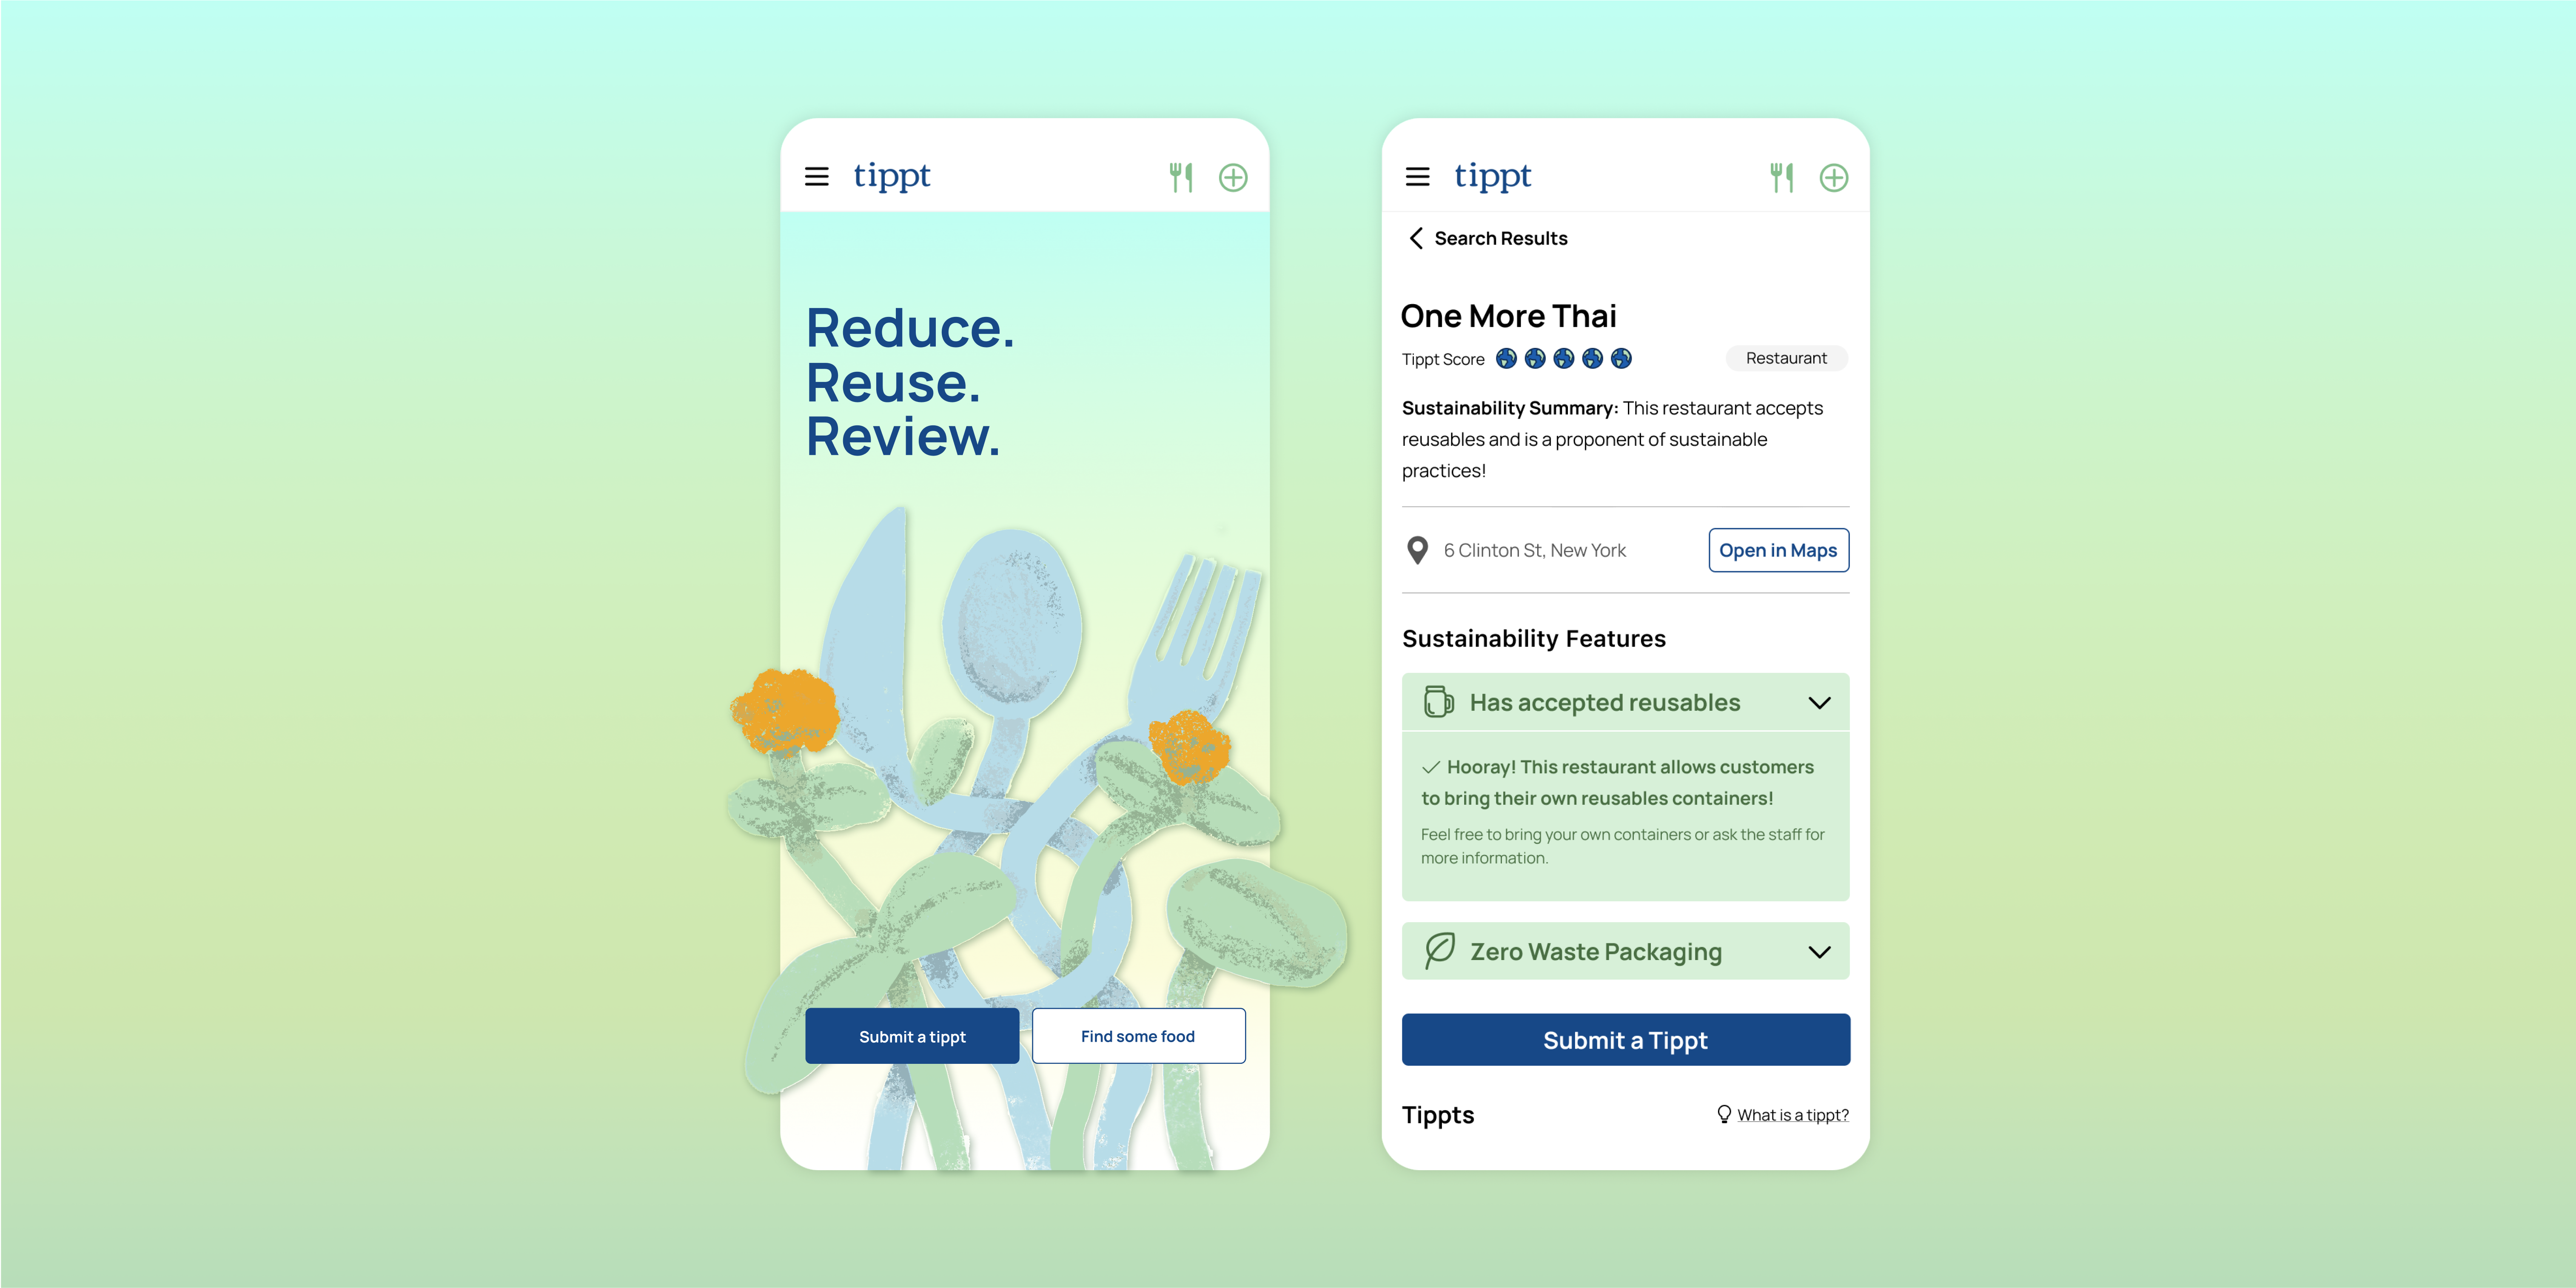 tippt
Reduce.
Reuse.
Review.
Submit a tippt
Find some food
tippt
Search Results
One More Thai
Tippt Score
Restaurant
Sustainability Summary: This restaurant accepts
reusables and is a proponent of sustainable
practices!
6 Clinton St, New York
Open in Maps
Sustainability Features
Has accepted reusables
Hooray! This restaurant allows customers
to bring their own reusables containers!
Feel free to bring your own containers or ask the staff for
more information.
Zero Waste Packaging
Submit a Tippt
Tippts
What is a tippt?